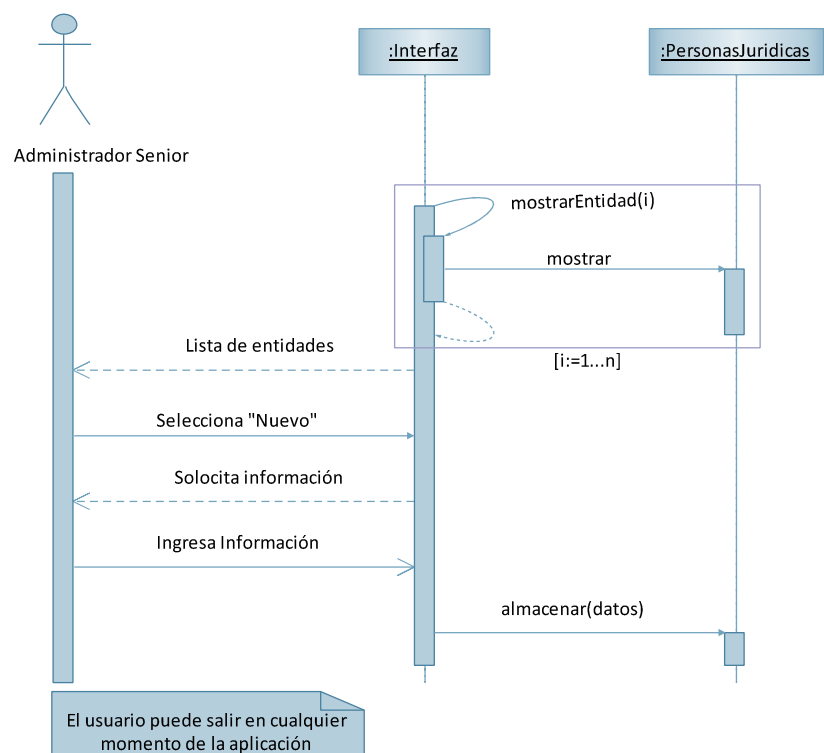 :Interfaz
:PersonasJuridicas
Administrador Senior
mostrarEntidad(i)
mostrar
Lista de entidades
[i:=1...n]
Selecciona "Nuevo"
Solocita información
Ingresa Información
almacenar(datos)
El usuario puede salir en cualquier
momento de la aplicación